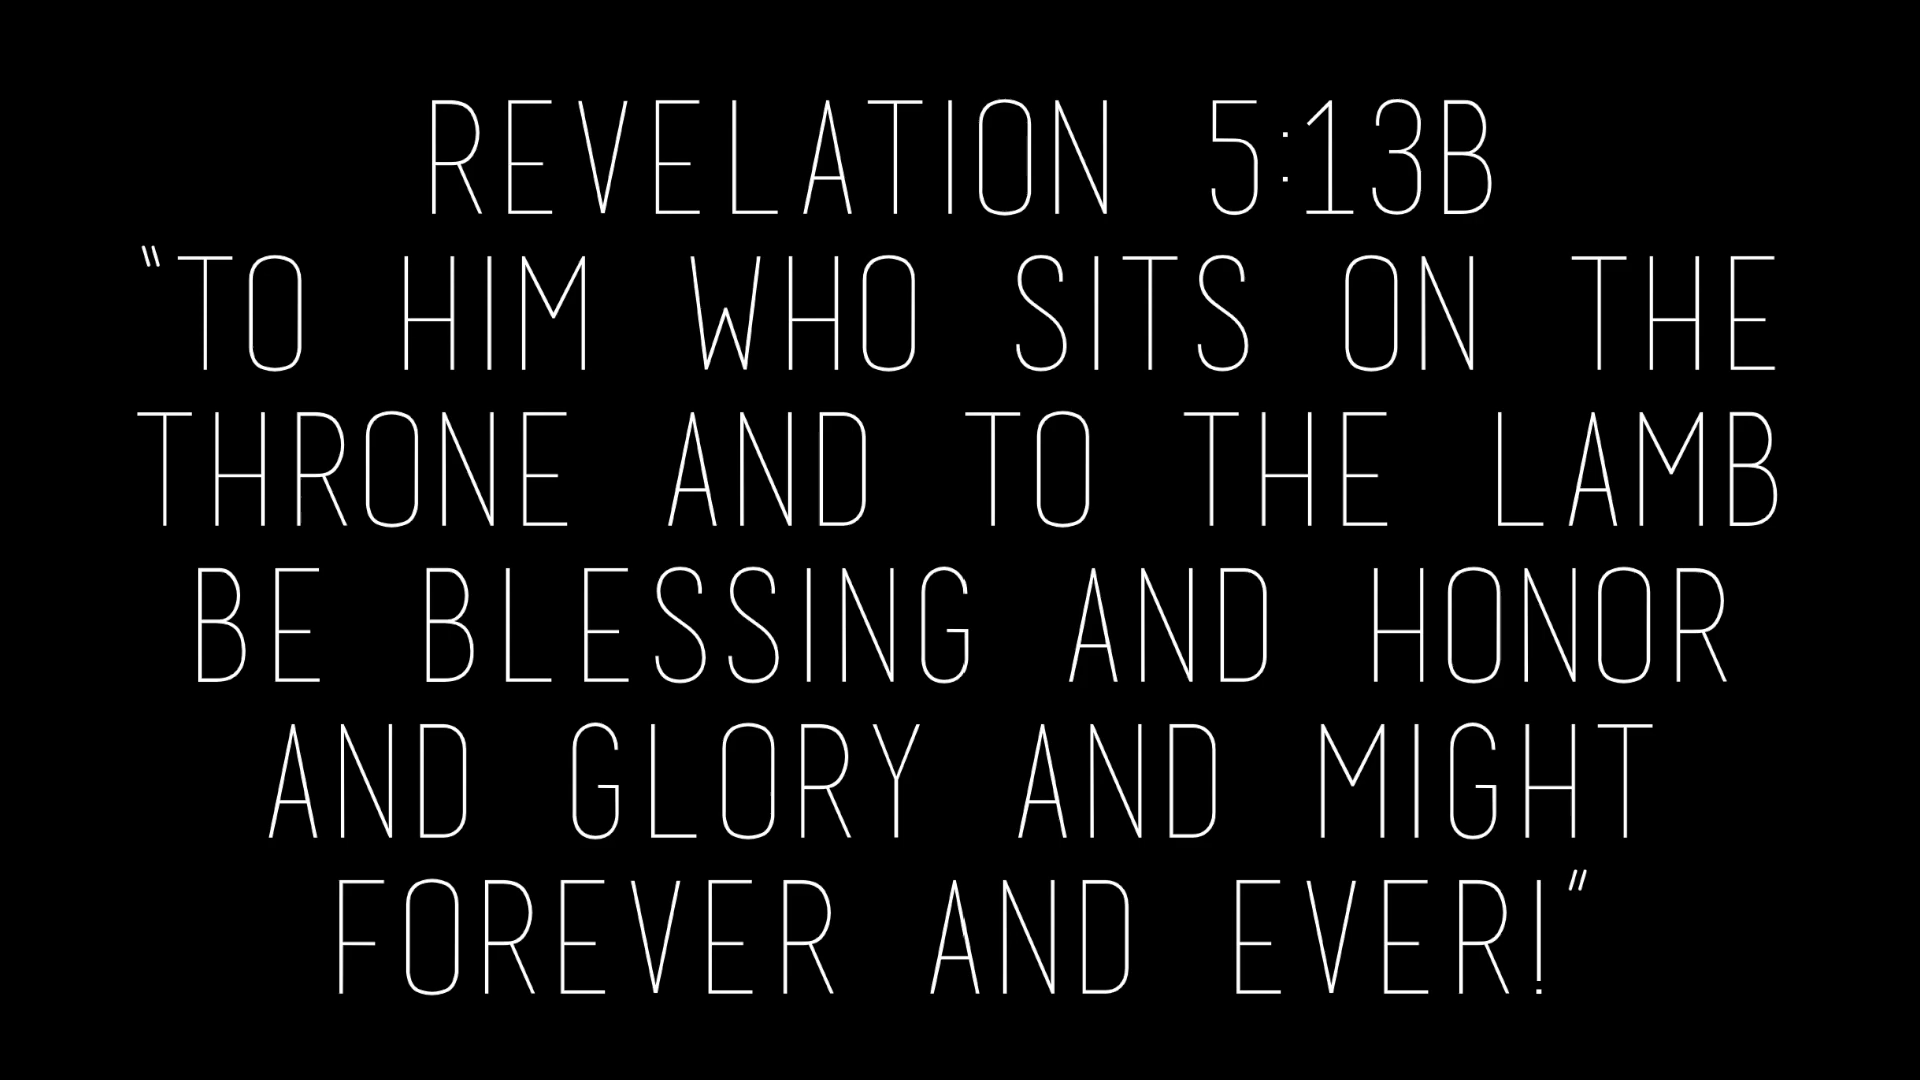 REVELATION 5:13B
“TO HIM WHO SITS ON THE
THRONE AND TO THE LAMB
BE BLESSING AND HONOR
AND GLORY AND MIGHT
FOREVER AND EVER!”